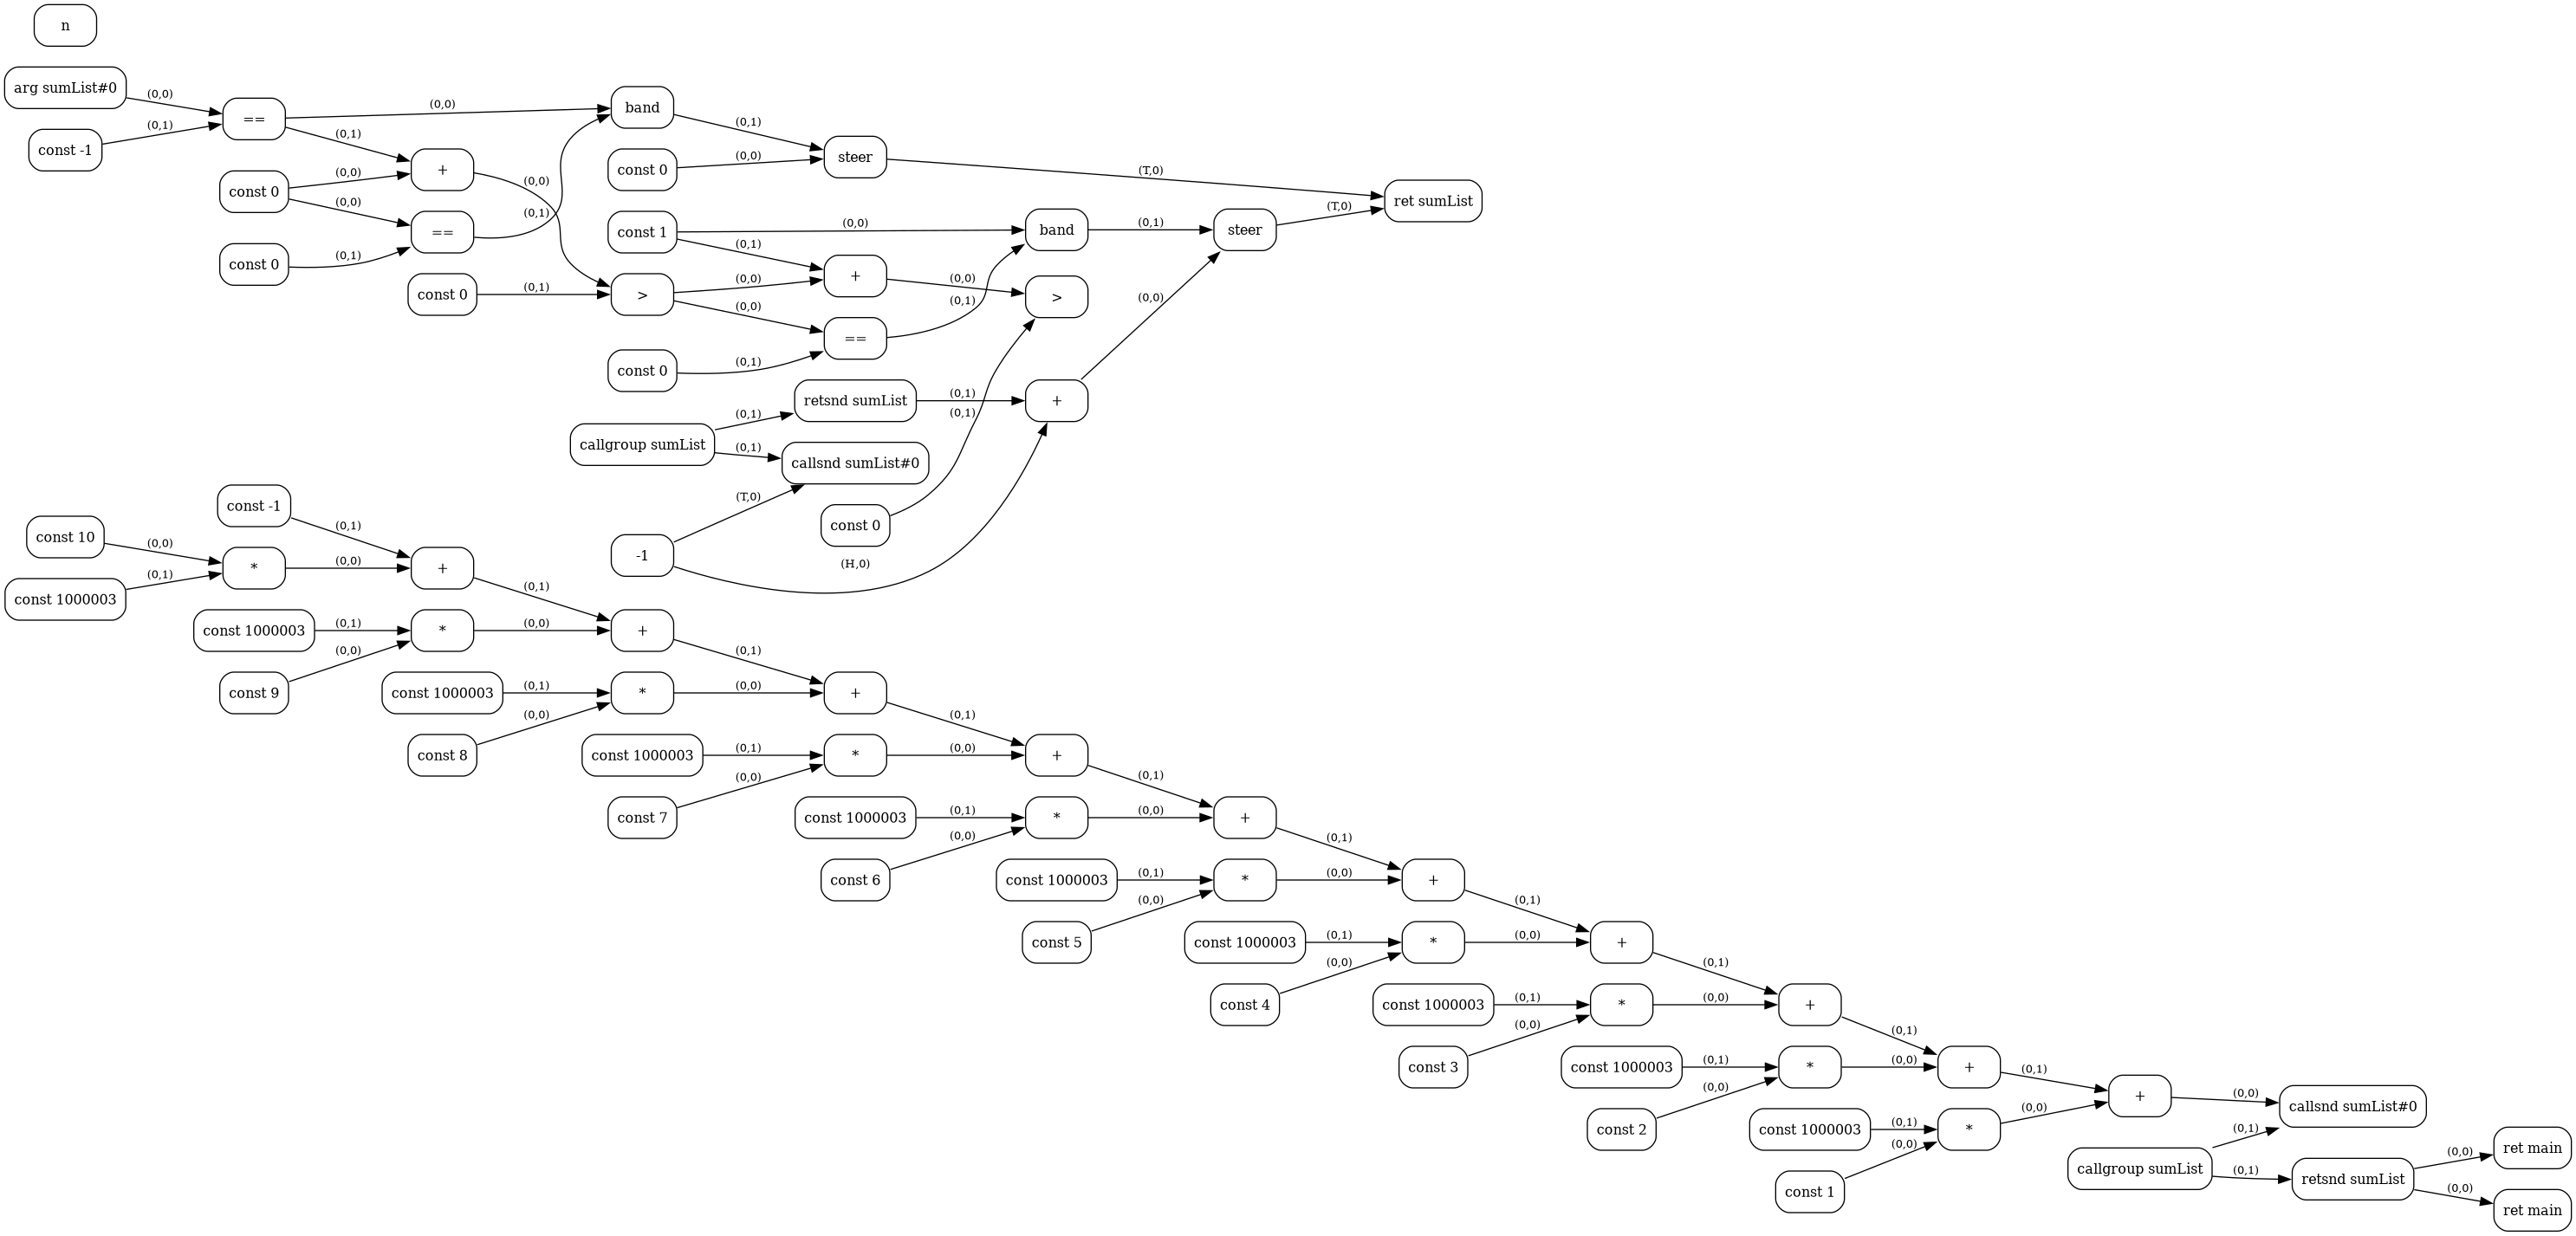 n
arg sumList#0
(0,0)
const -1
(0,1)
==
(0,0)
(0,1)
band
(0,1)
const 0
(0,0)
(0,0)
+
(0,0)
const 0
(0,0)
steer
(T,0)
ret sumList
const 0
(0,1)
==
(0,1)
const 0
(0,1)
>
(0,0)
(0,0)
const 1
(0,0)
(0,1)
band
(0,1)
steer
(T,0)
+
(0,0)
>
const 0
(0,1)
==
(0,1)
callgroup sumList
(0,1)
(0,1)
retsnd sumList
(0,1)
(0,1)
+
(0,0)
callsnd sumList#0
-1
(T,0)
(H,0)
const 0
const -1
(0,1)
const 10
(0,0)
const 1000003
(0,1)
*
(0,0)
+
(0,1)
const 1000003
(0,1)
const 9
(0,0)
*
(0,0)
+
(0,1)
const 1000003
(0,1)
const 8
(0,0)
*
(0,0)
+
(0,1)
const 1000003
(0,1)
const 7
(0,0)
*
(0,0)
+
(0,1)
const 1000003
(0,1)
const 6
(0,0)
*
(0,0)
+
(0,1)
const 1000003
(0,1)
const 5
(0,0)
*
(0,0)
+
(0,1)
const 1000003
(0,1)
const 4
(0,0)
*
(0,0)
+
(0,1)
const 1000003
(0,1)
const 3
(0,0)
*
(0,0)
+
(0,1)
const 1000003
(0,1)
const 2
(0,0)
*
(0,0)
+
(0,1)
const 1000003
(0,1)
const 1
(0,0)
*
(0,0)
+
(0,0)
callsnd sumList#0
callgroup sumList
(0,1)
(0,1)
retsnd sumList
(0,0)
(0,0)
ret main
ret main